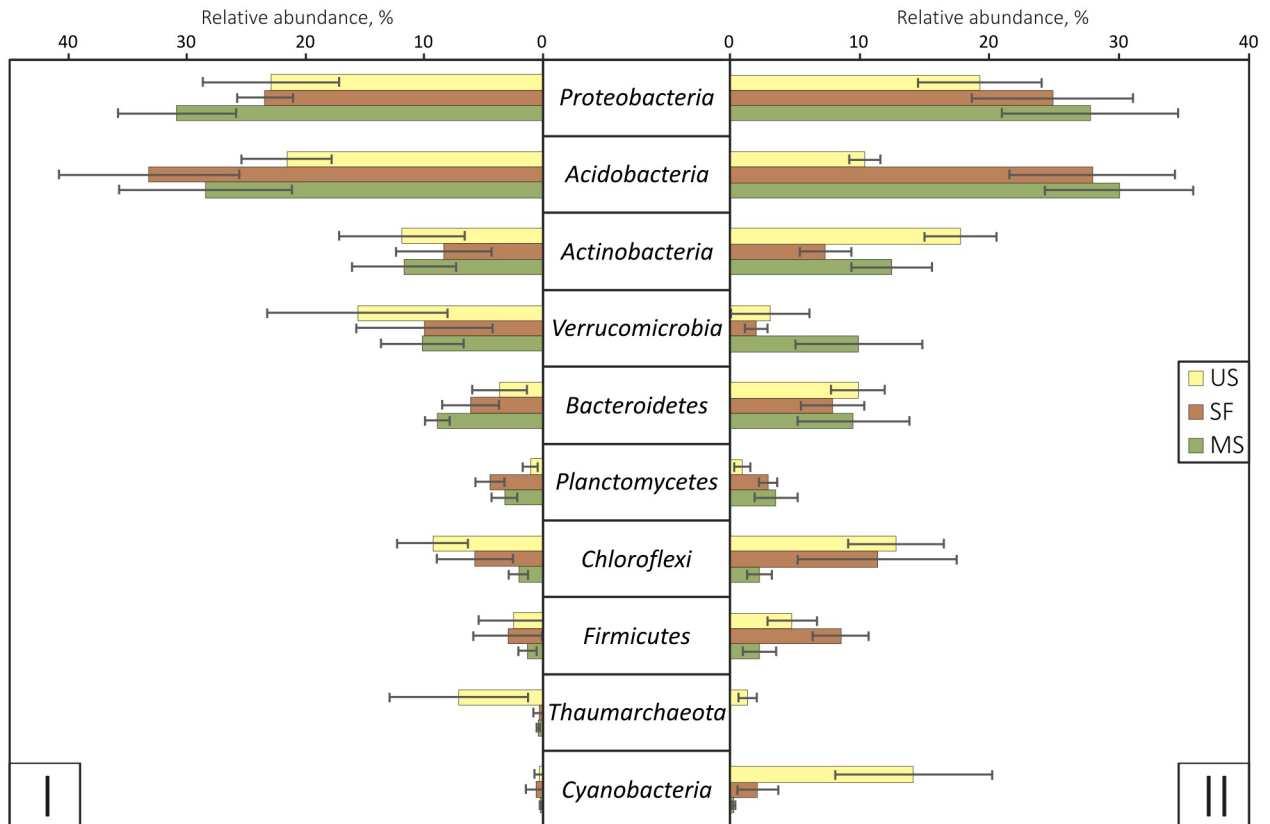 Relative abundance, % Relative abundance, %
40 30 20 10 0 0 10 20 30 40
Proteobacteria
Acidobacteria
Actinobacteria
Verrucomicrobia
Bacteroidetes
Planctomycetes
Chloroflexi
Firmicutes
Thaumarchaeota
Cyanobacteria
US
SF
MS
I
II